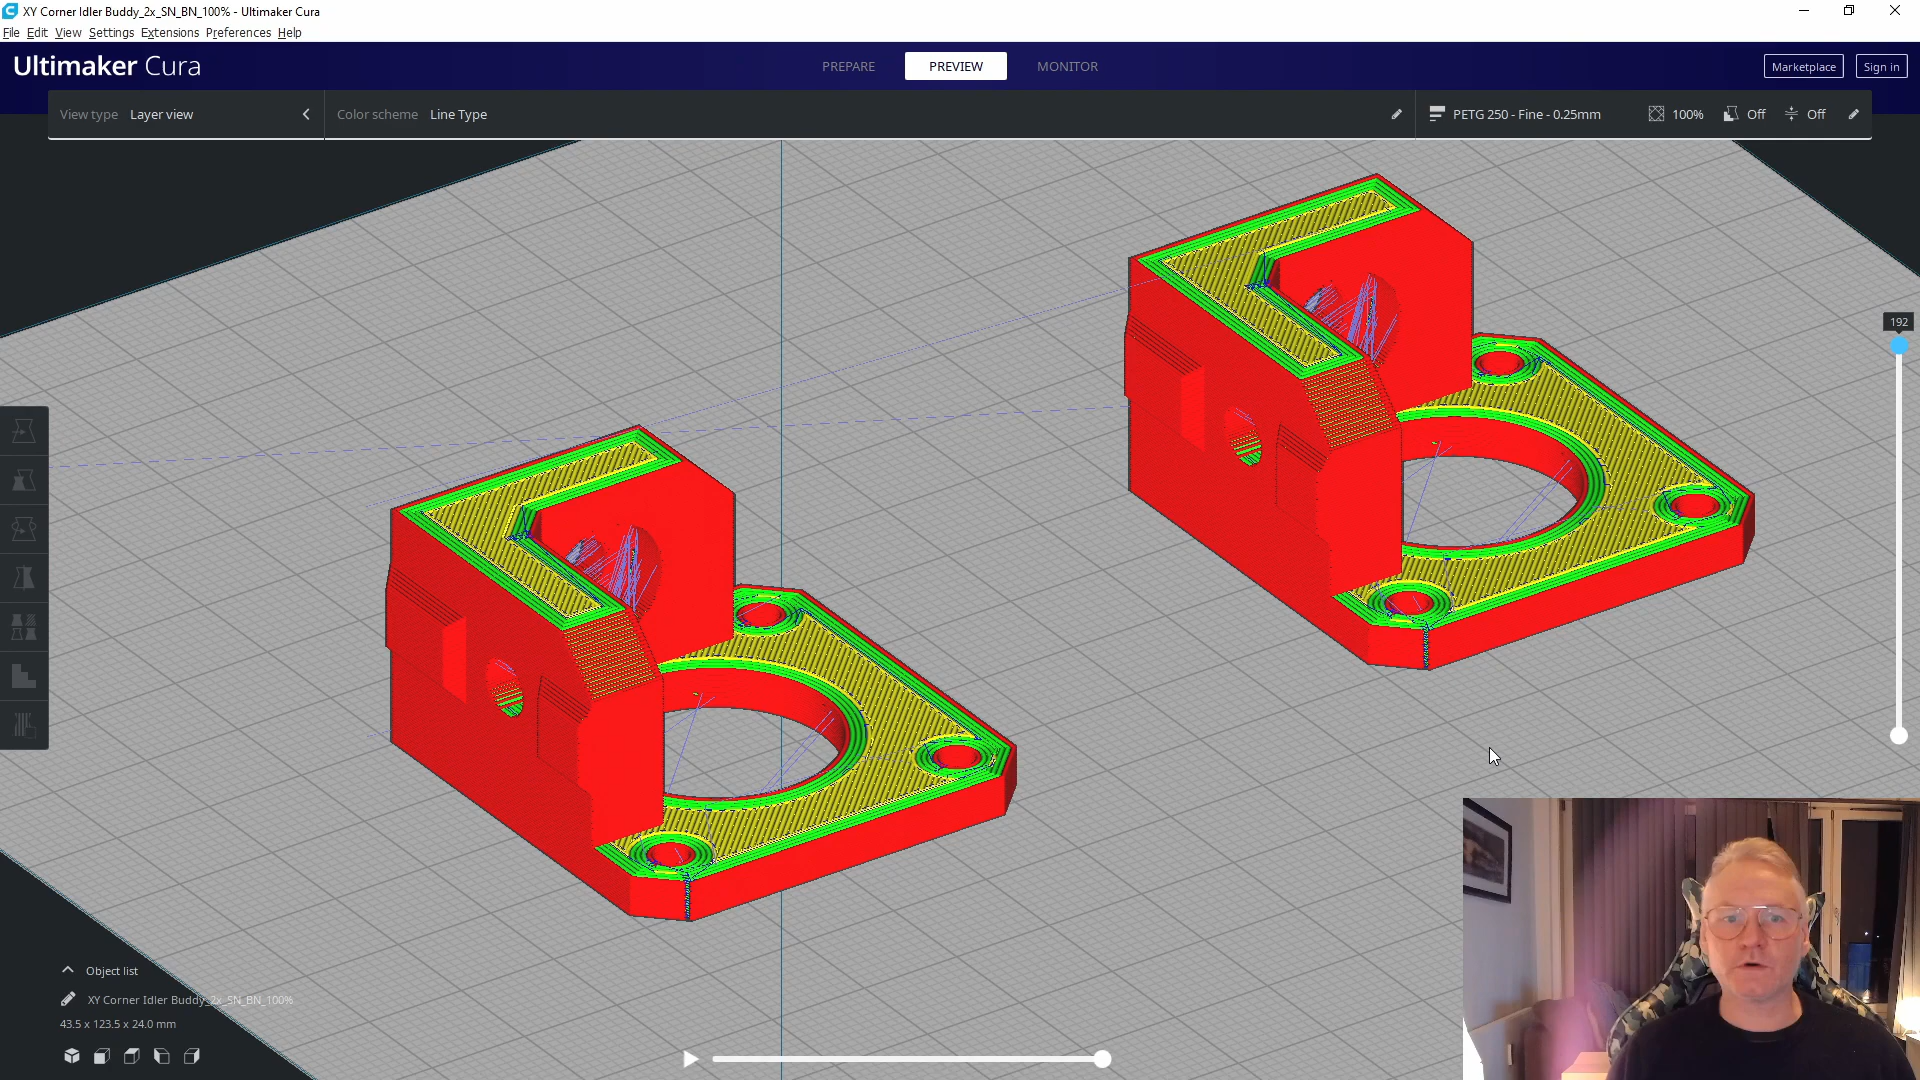 XY Corner Idler Buddy_2x_SN_BN_100% - Ultimaker Cura
File Edit View Settings Extensions Preferences Help
Ultimaker Cura
PREPARE
PREVIEW
MONITOR
Marketplace
Sign in
View type Layer view
Color scheme Line Type
PETG 250 - Fine - 0.25mm
100%
Off
Off
192
Object list
XY Corner Idler Buddy_2x_SN_BN_100%
43.5 x 123.5 x 24.0 mm